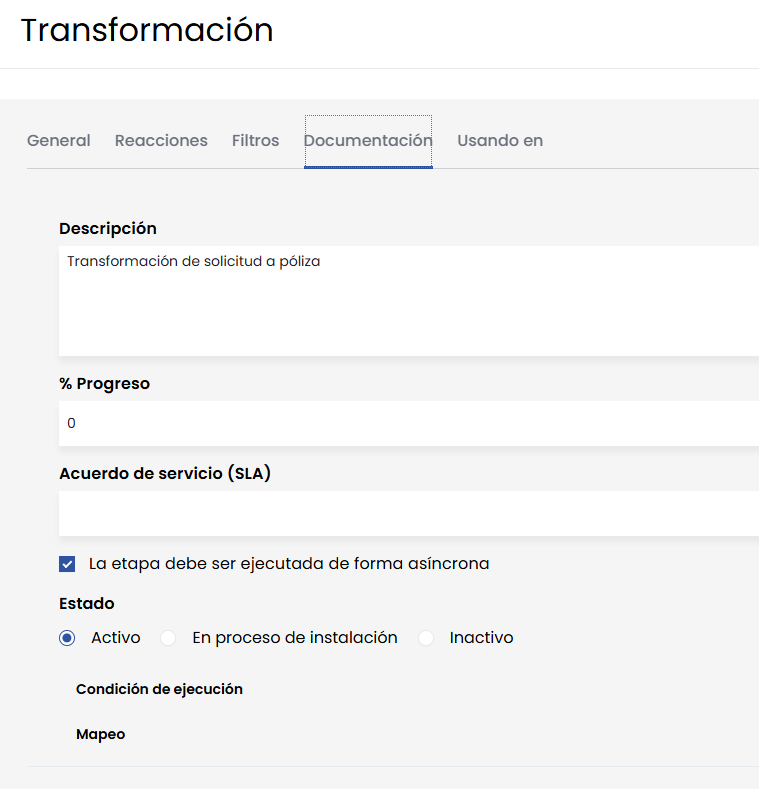 Transformación
General Reacciones Filtros Documentación Usando en
Descripción
Transformación de solicitud a póliza
% Progreso
0
Acuerdo de servicio (SLA)
La etapa debe ser ejecutada de forma asíncrona
Estado
Activo En proceso de instalación Inactivo
Condición de ejecución
Mapeo